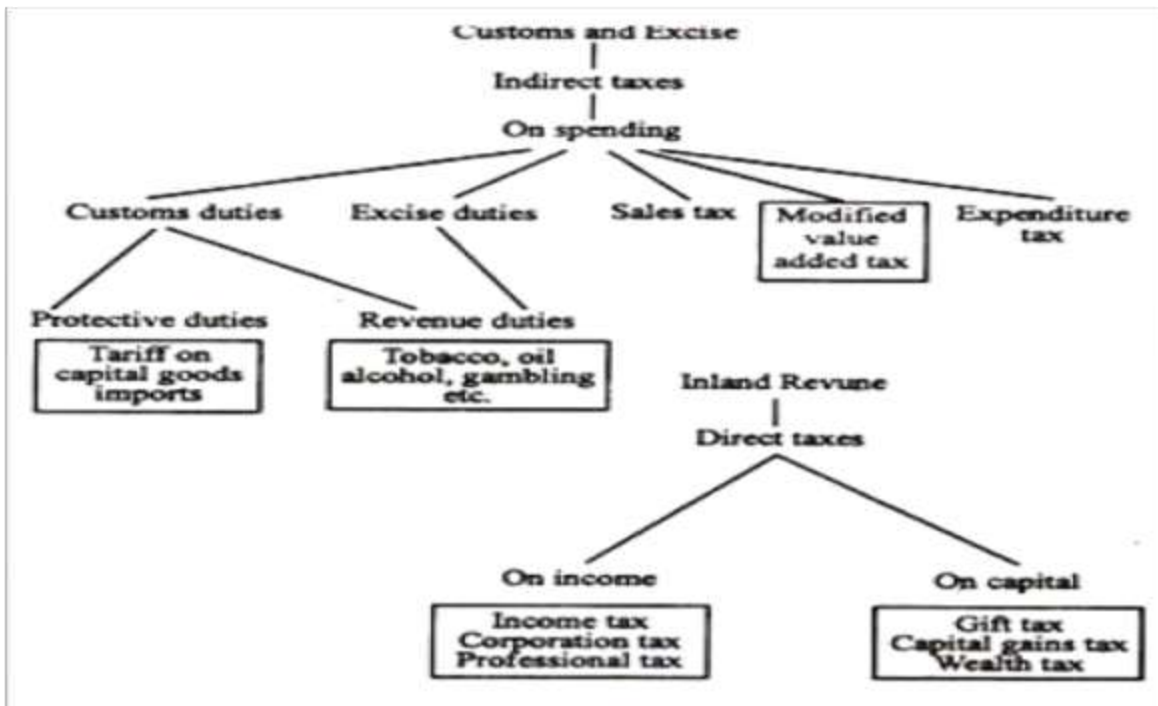 Customs and Excise
Indirect taxes
On spending
Customs duties
Excise duties
Sales tax
Modified
value
added tax
Expenditure
tax
Protective duties
Tariff on
capital goods
imports
Revenue duties
Tobacco, oil
alcohol, gambling
etc.
Inland Revune
Direct taxes
On income
Income tax
Corporation tax
Professional tax
On capital
Gift tax
Capital gains tax
Wealth tax